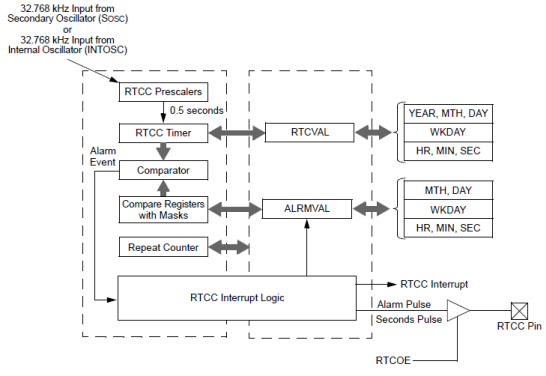 32.768 kHz Input from
Secondary Oscillator (SOSC)
or
32.768 kHz Input from
Internal Oscillator (INTOSC)
RTCC Prescalers
0.5 seconds
RTCC Timer
RTCVAL
YEAR, MTH, DAY
WKDAY
HR, MIN, SEC
Alarm
Event
Comparator
Compare Registers
with Masks
ALRMVAL
MTH, DAY
WKDAY
HR, MIN, SEC
Repeat Counter
RTCC Interrupt Logic
RTCC Interrupt
Alarm Pulse
Seconds Pulse
RTCC Pin
RTCOE